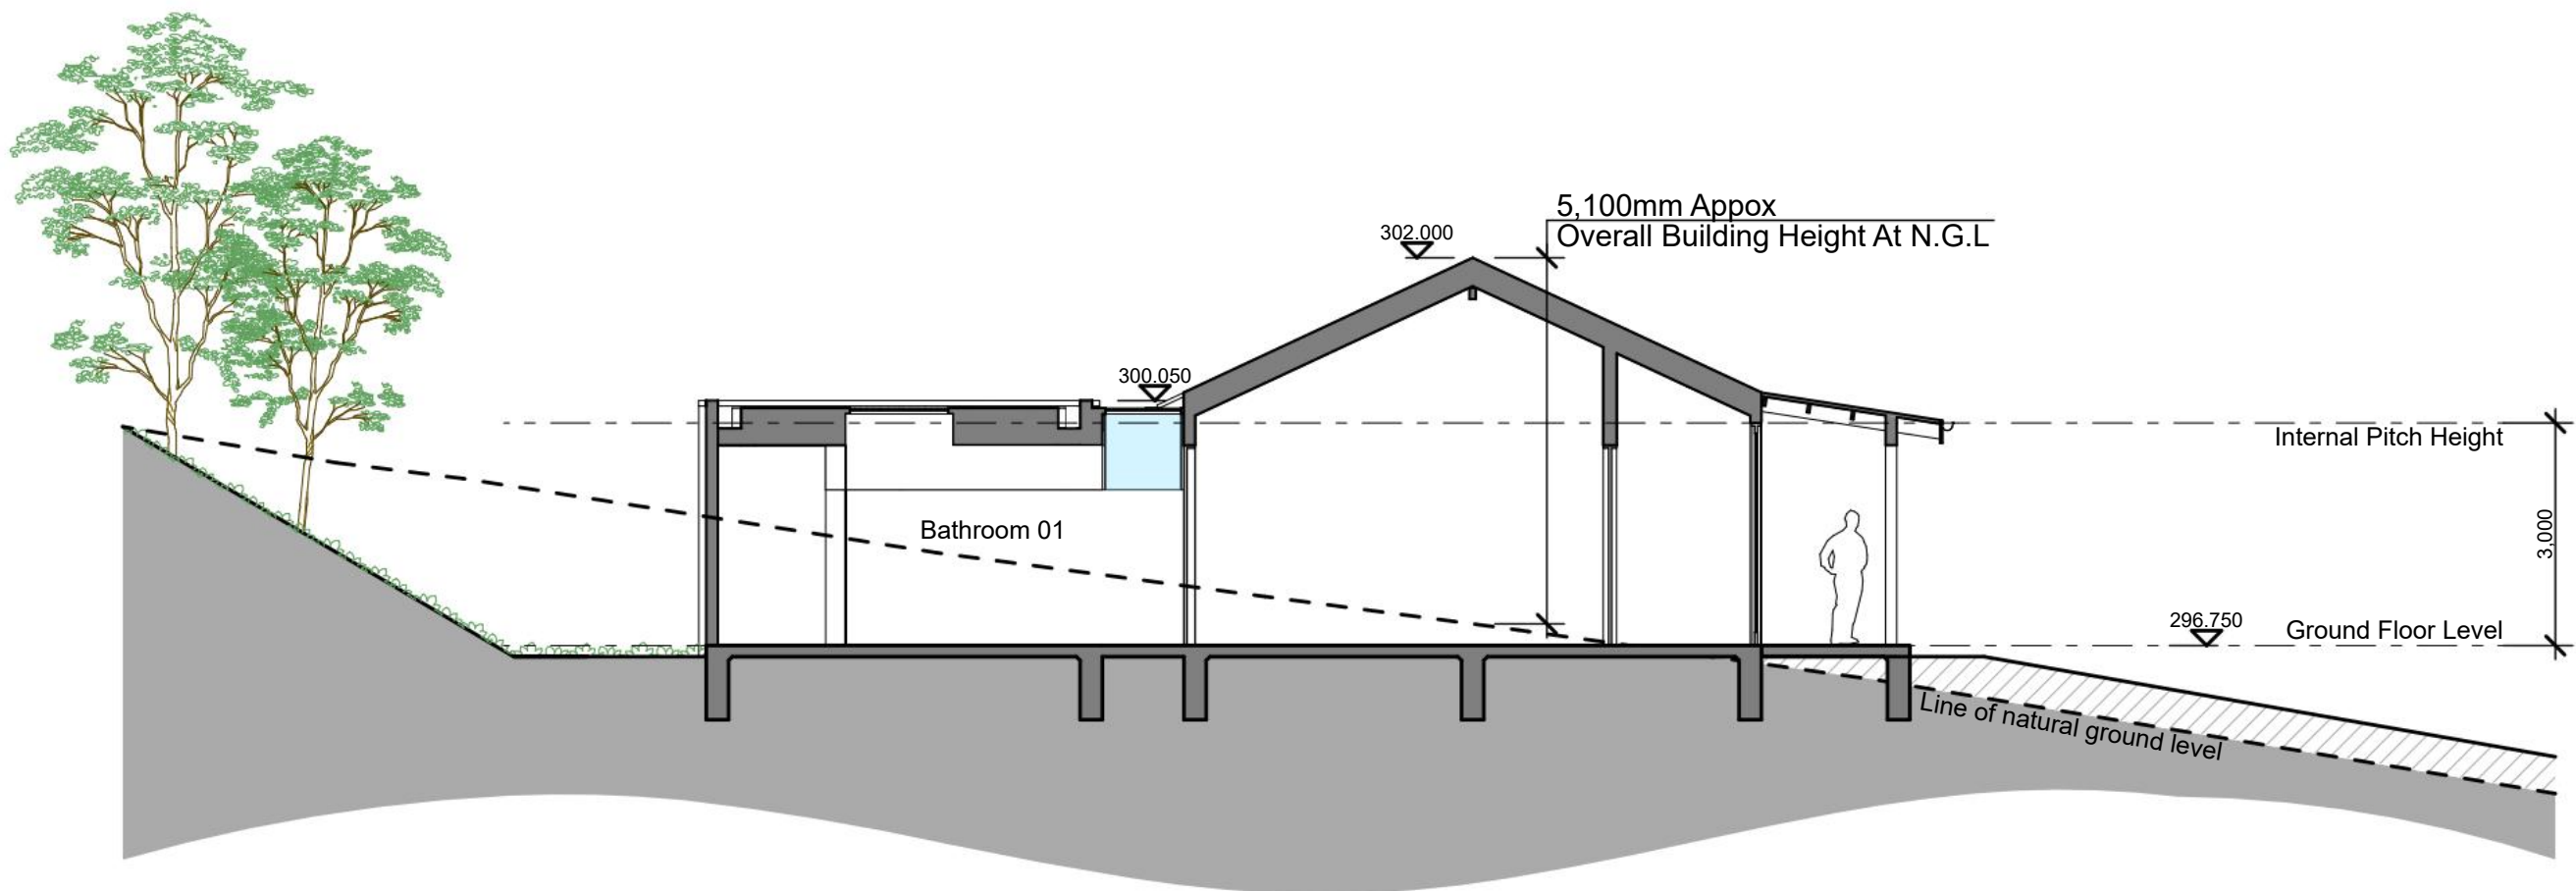 5,100mm Appox
Overall Building Height At N.G.L
302.000
300.050
Internal Pitch Height
Bathroom 01
3,000
296.750
Ground Floor Level
Line of natural ground level